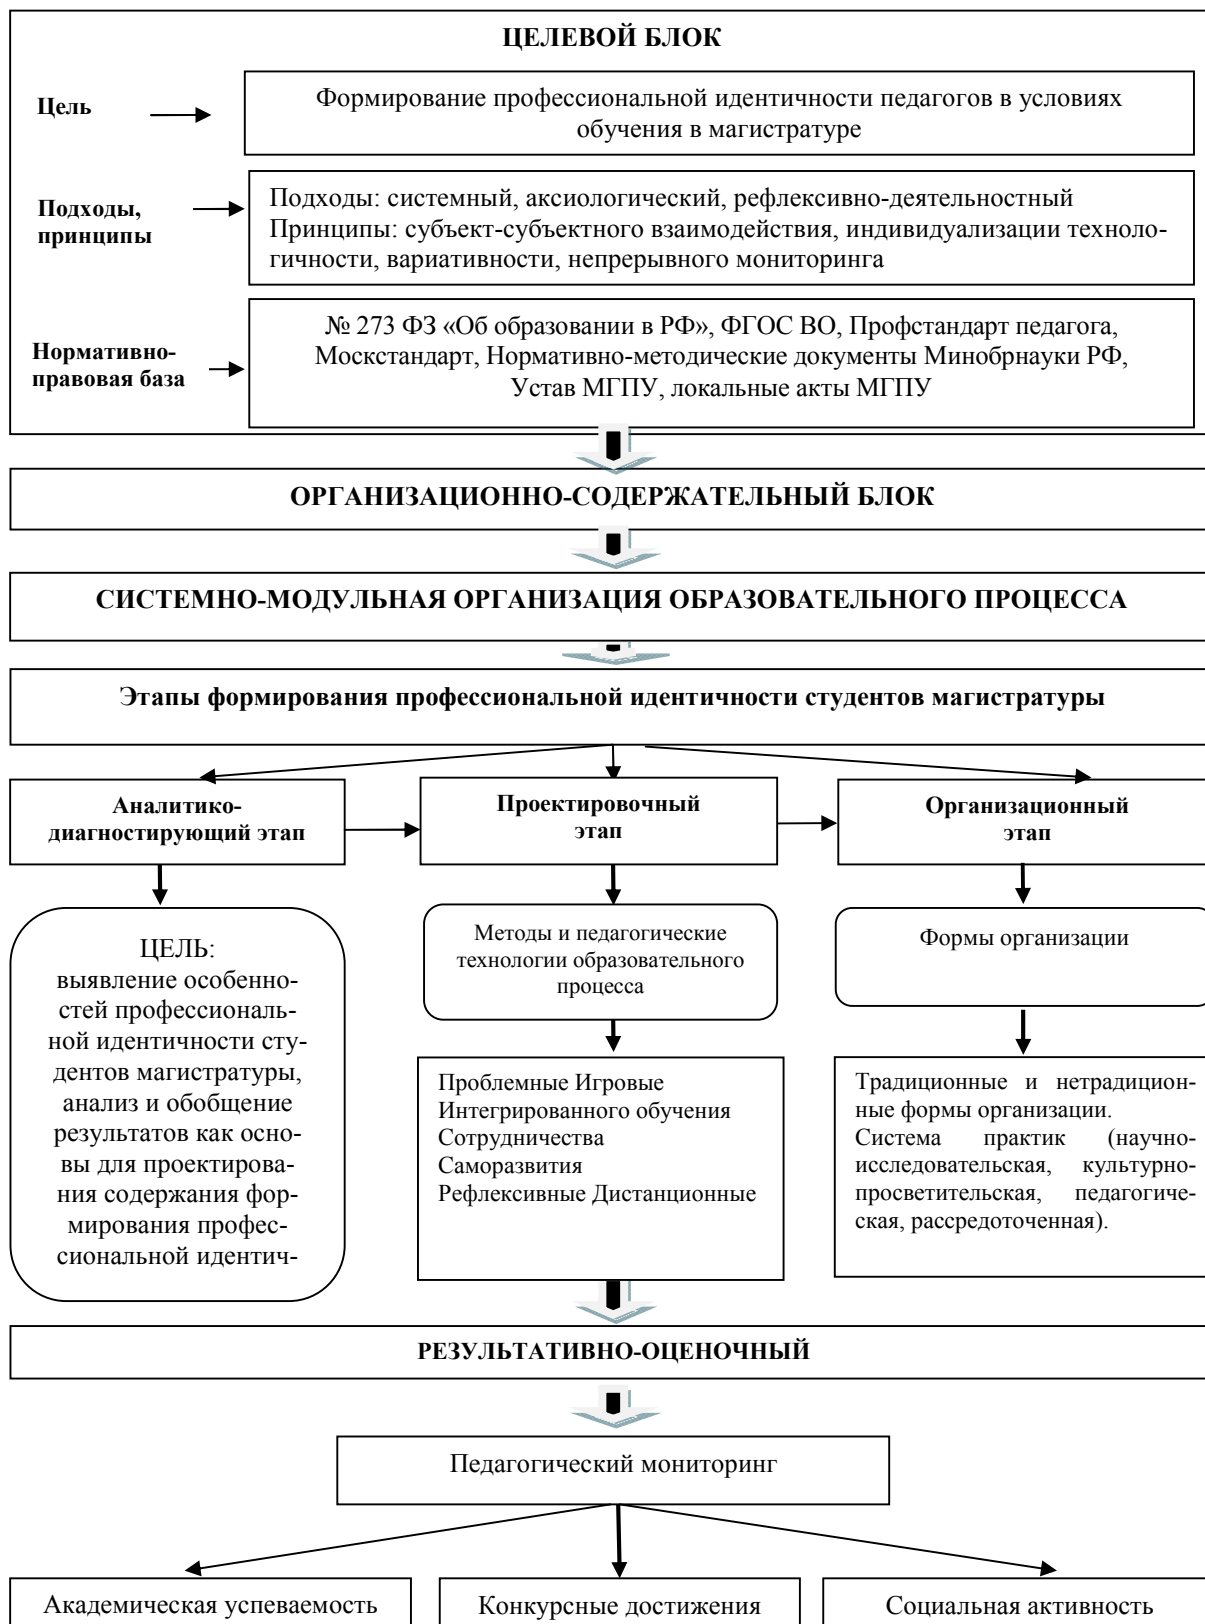 ЦЕЛЕВОЙ БЛОК
Цель
Формирование профессиональной идентичности педагогов в условиях
обучения в магистратуре
Подходы,
принципы
Подходы: системный, аксиологический, рефлексивно-деятельностный
Принципы: субъект-субъектного взаимодействия, индивидуализации техноло-
гичности, вариативности, непрерывного мониторинга
Нормативно-
правовая база
№ 273 ФЗ «Об образовании в РФ», ФГОС ВО, Профстандарт педагога,
Москстандарт, Нормативно-методические документы Минобрнауки РФ,
Устав МГПУ, локальные акты МГПУ
ОРГАНИЗАЦИОННО-СОДЕРЖАТЕЛЬНЫЙ БЛОК
СИСТЕМНО-МОДУЛЬНАЯ ОРГАНИЗАЦИЯ ОБРАЗОВАТЕЛЬНОГО ПРОЦЕССА
Этапы формирования профессиональной идентичности студентов магистратуры
Аналитико-
диагностирующий этап
Проектировочный
этап
Организационный
этап
ЦЕЛЬ:
выявление особенно-
стей профессиональ-
ной идентичности сту-
дентов магистратуры,
анализ и обобщение
результатов как осно-
вы для проектирова-
ния содержания фор-
мирования профес-
сиональной идентич-
Методы и педагогические
технологии образовательного
процесса
Проблемные Игровые
Интегрированного обучения
Сотрудничества
Саморазвития
Рефлексивные Дистанционные
Формы организации
Традиционные и нетрадицион-
ные формы организации.
Система практик (научно-
исследовательская, культурно-
просветительская, педагогиче-
ская, рассредоточенная).
РЕЗУЛЬТАТИВНО-ОЦЕНОЧНЫЙ
Педагогический мониторинг
Академическая успеваемость
Конкурсные достижения
Социальная активность